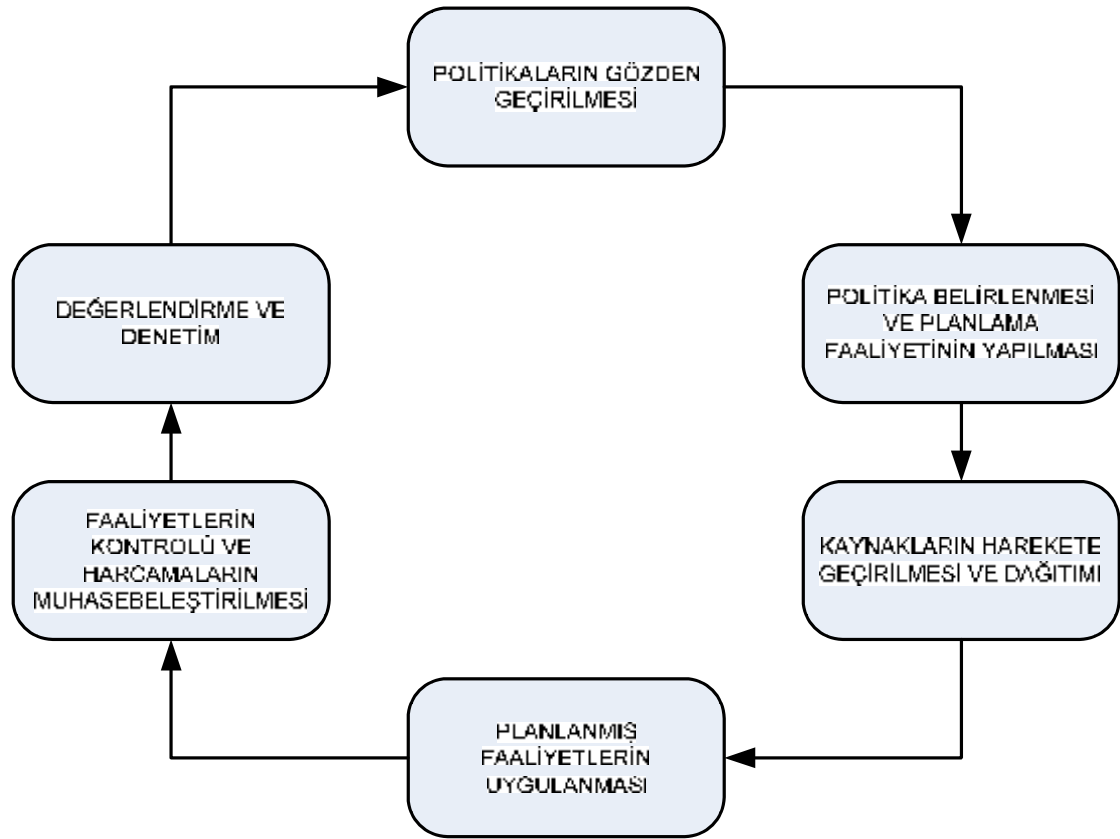 POLİTİKALARIN GÖZDEN
GEÇİRİLMESİ
POLİTİKA BELİRLENMESİ
VE PLANLAMA
FAALİYETİNİN YAPILMASI
KAYNAKLARIN HAREKETE
GEÇİRİLMESİ VE DAĞITIMI
PLANLANMIŞ
FAALİYETLERİN
UYGULANMASI
FAALİYETLERİN
KONTROLÜ VE
HARCAMALARIN
MUHASEBELEŞTİRİLMESİ
DEĞERLENDİRME VE
DENETİM